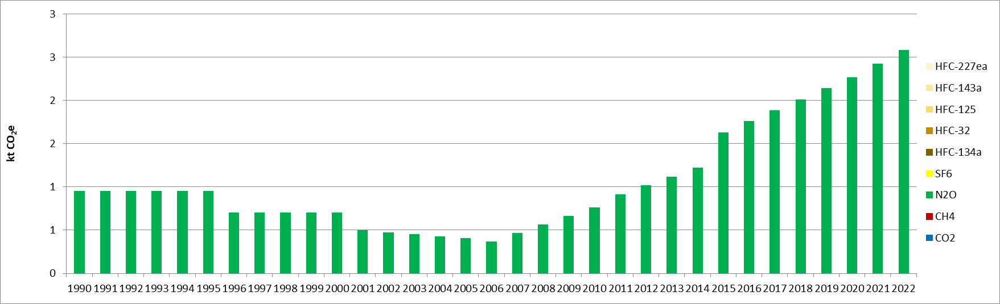 kt CO₂e
3
3
2
2
1
1
0
1990 1991 1992 1993 1994 1995 1996 1997 1998 1999 2000 2001 2002 2003 2004 2005 2006 2007 2008 2009 2010 2011 2012 2013 2014 2015 2016 2017 2018 2019 2020 2021 2022
HFC-227ea
HFC-143a
HFC-125
HFC-32
HFC-134a
SF6
N2O
CH4
CO2